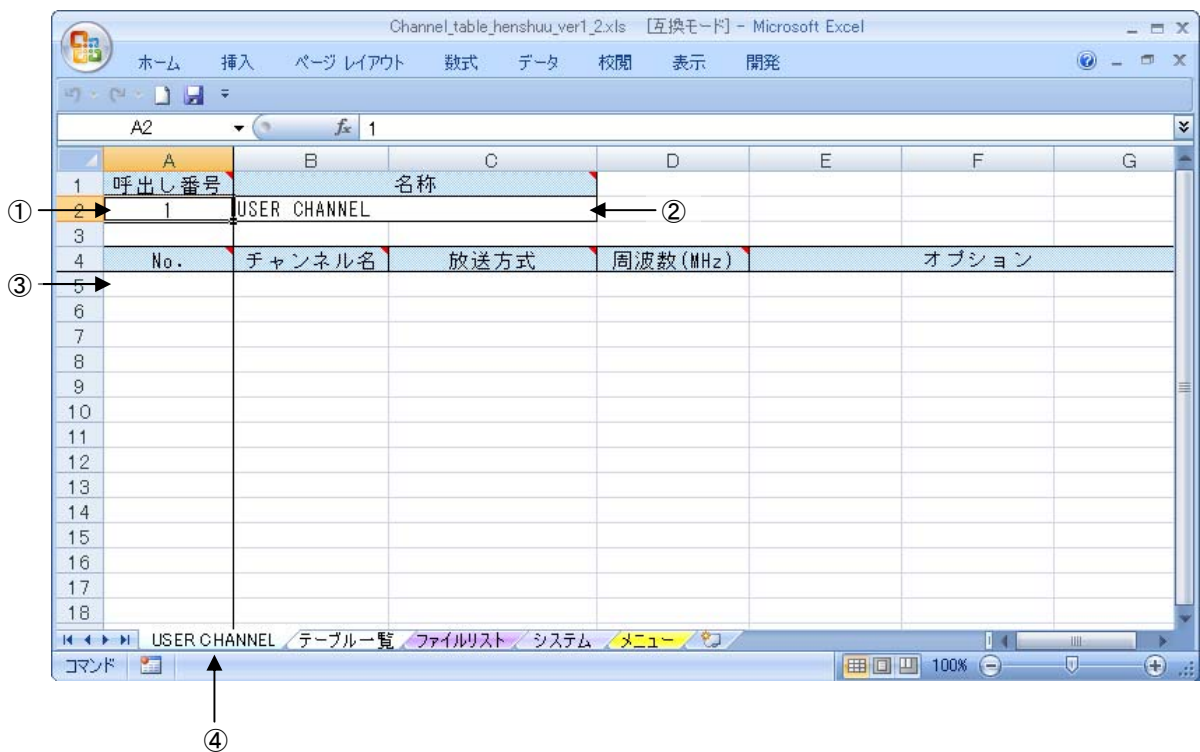 Channel_table_henshuu_ver1_2.xls [互換モード] - Microsoft Excel
ホーム 挿入 ページ レイアウト 数式 データ 校閲 表示 開発
A2 fx 1
A B C D E F G
1 呼出し番号 名称
① 2 1 USER CHANNEL ②
3
4 No. チャンネル名 放送方式 周波数(MHz) オプション
③ 5
6
7
8
9
10
11
12
13
14
15
16
17
18
USER CHANNEL テーブル一覧 ファイルリスト システム メニュー
コマンド 100%
④